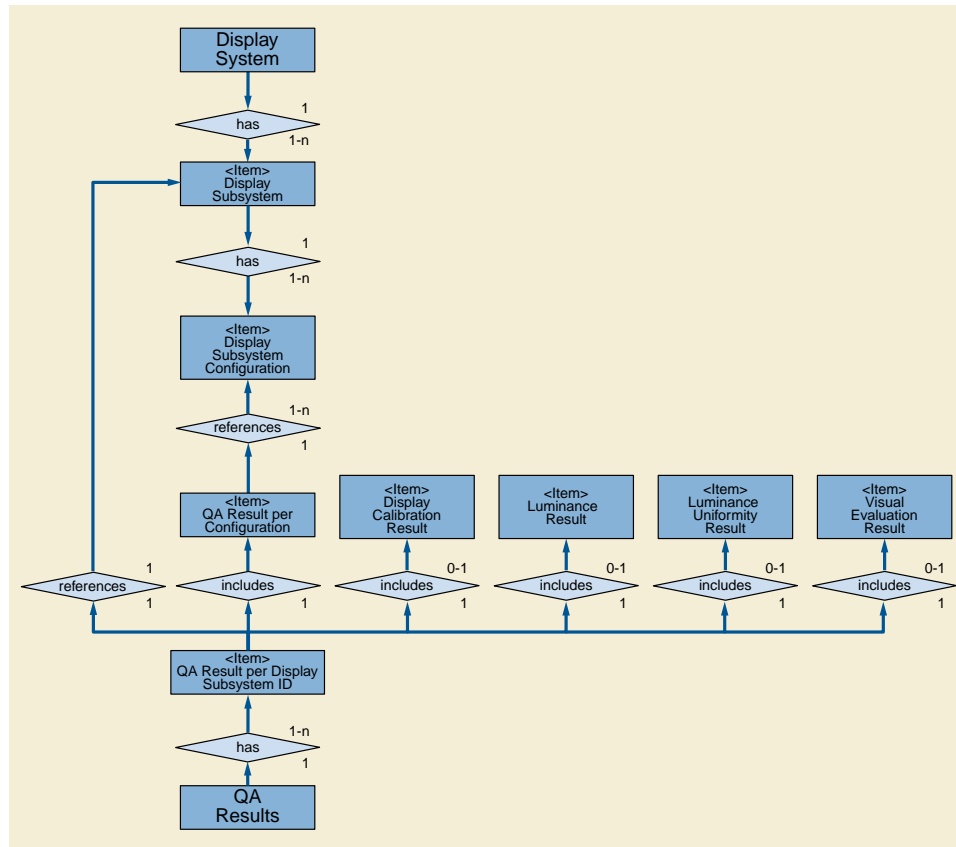 Display
System
1
has
1-n
<Item>
Display
Subsystem
1
has
1-n
<Item>
Display
Subsystem
Configuration
1-n
references
1
<Item>
QA Result per
Configuration
<Item>
Display
Calibration
Result
<Item>
Luminance
Result
<Item>
Luminance
Uniformity
Result
<Item>
Visual
Evaluation
Result
1
references
1
includes
1
0-1
includes
1
0-1
includes
1
0-1
includes
1
0-1
includes
1
<Item>
QA Result per Display
Subsystem ID
1-n
has
1
QA
Results